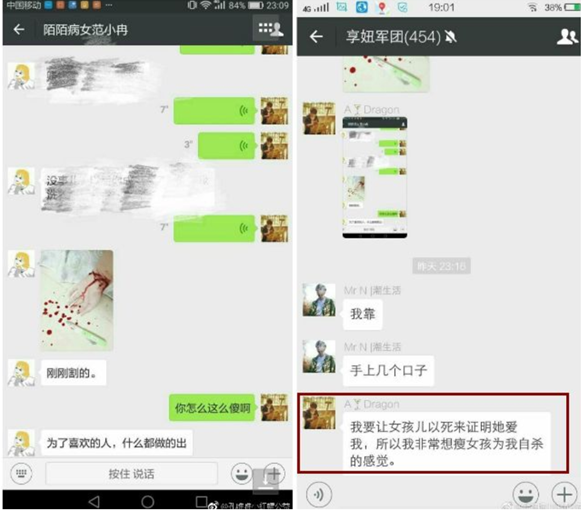 中国移动
84%
23:09
陌陌病女范小冉
7"
3"
没事儿
7"
刚刚割的。
你怎么这么傻啊
为了喜欢的人，什么都做的出
按住 说话
4G
19:01
38%
享妞军团(454)
A Dragon
昨天 23:16
Mr N |潮生活
我靠
Mr N |潮生活
手上几个口子
A Dragon
我要让女孩儿以死来证明她爱
我，所以我非常想瘦女孩为我自杀
的感觉。